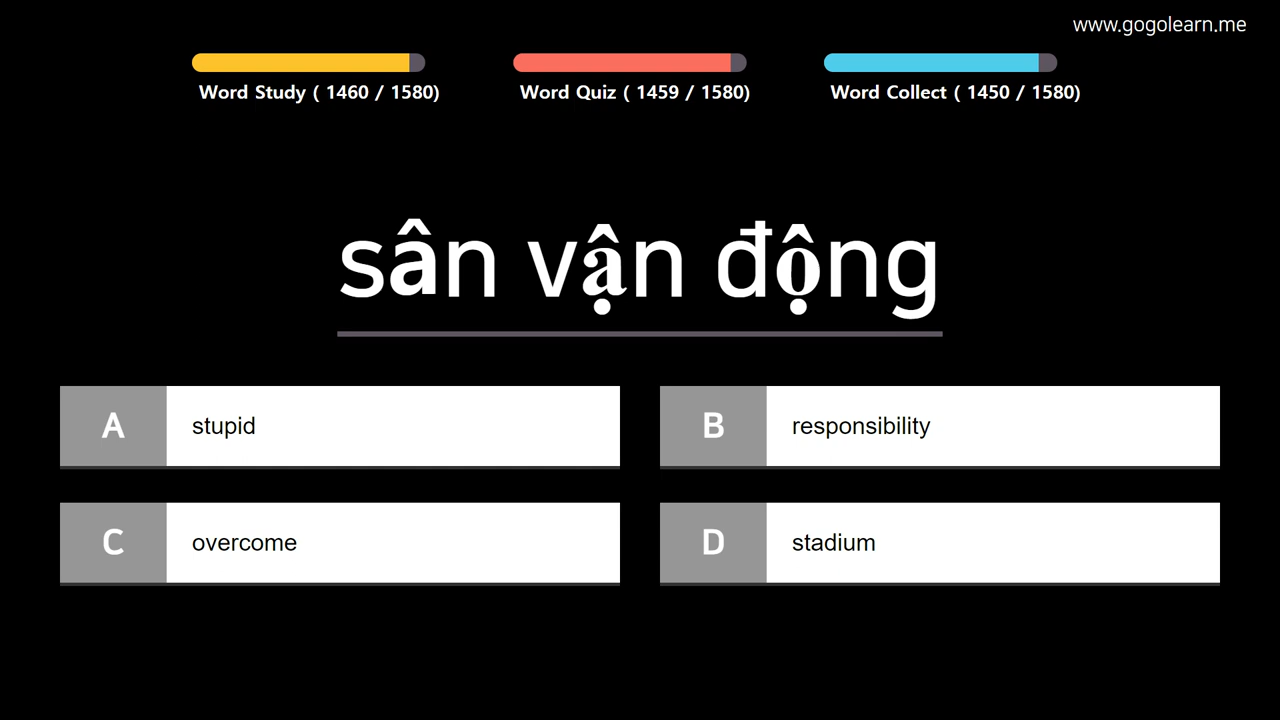 www.gogolearn.me
Word Study ( 1460 / 1580)
Word Quiz ( 1459 / 1580)
Word Collect ( 1450 / 1580)
sân vận động
A stupid
B responsibility
C overcome
D stadium